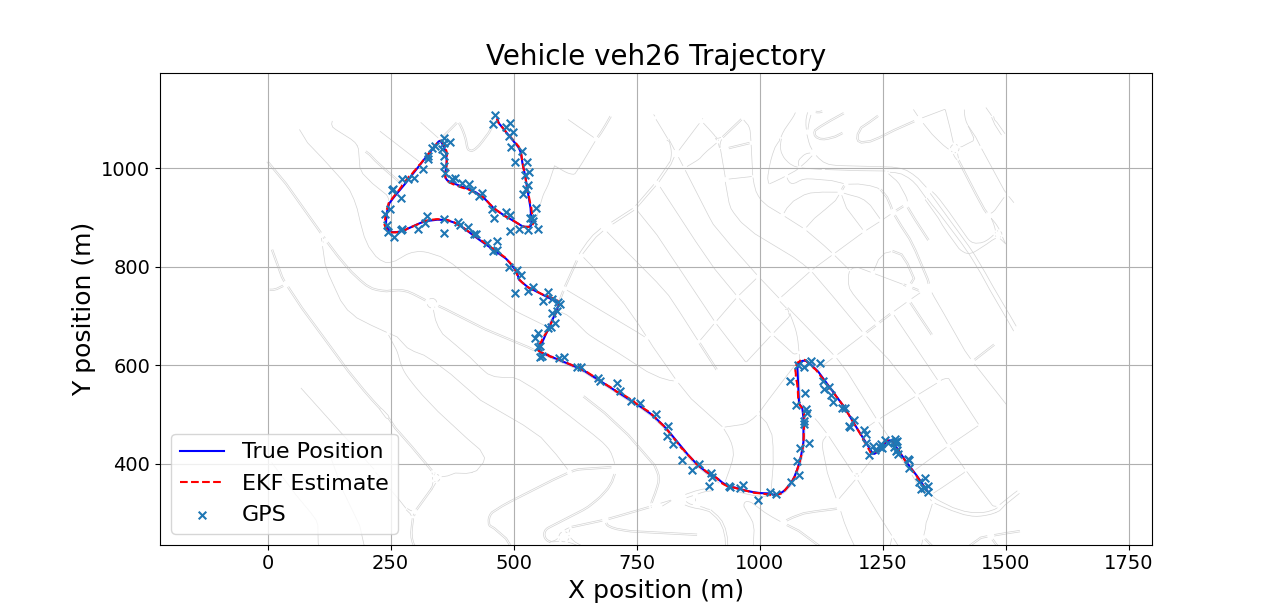 Vehicle veh26 Trajectory
Y position (m)
1000
800
600
400
True Position
EKF Estimate
GPS
0 250 500 750 1000 1250 1500 1750
X position (m)